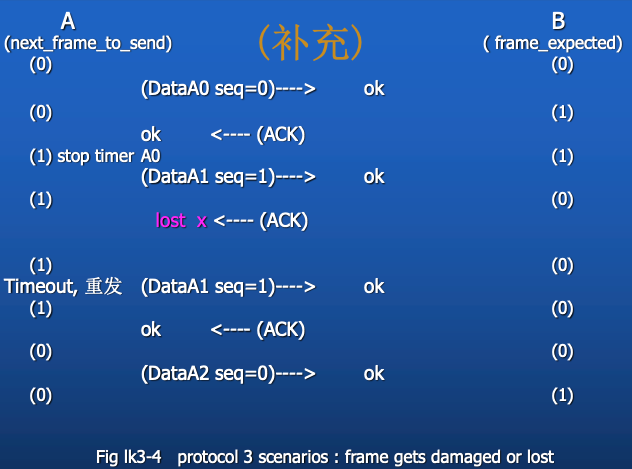 A (补充) B
(next_frame_to_send) ( frame_expected)
(0) (0)
(DataA0 seq=0)----> ok
(0) (1)
ok <---- (ACK)
(1) stop timer A0 (1)
(DataA1 seq=1)----> ok
(1) (0)
lost x <---- (ACK)
(1) (0)
Timeout, 重发 (DataA1 seq=1)----> ok
(1) (0)
ok <---- (ACK)
(0) (0)
(DataA2 seq=0)----> ok
(0) (1)
Fig lk3-4 protocol 3 scenarios : frame gets damaged or lost